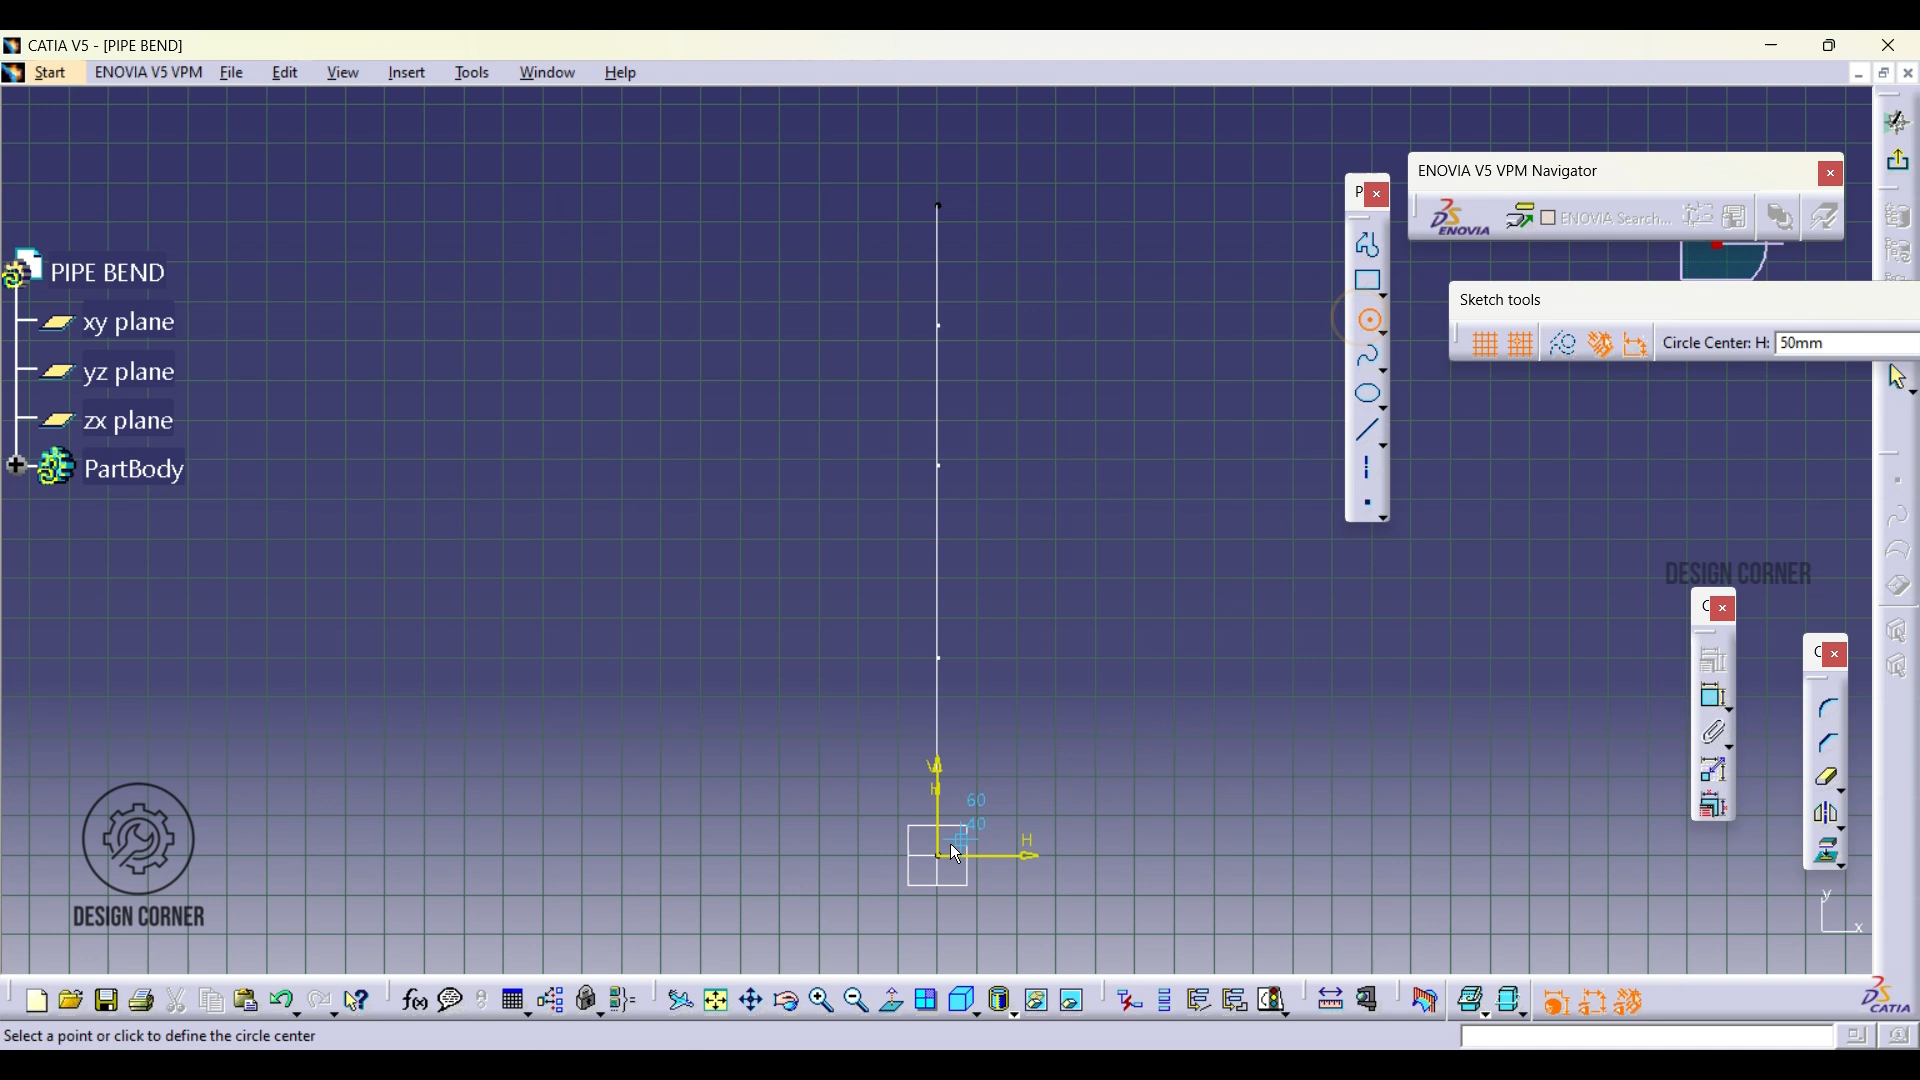 CATIA V5 - [PIPE BEND]
Start ENOVIA V5 VPM File Edit View Insert Tools Window Help
ENOVIA V5 VPM Navigator
P
ENOVIA
ENOVIA Search...
PIPE BEND
xy plane
Sketch tools
Circle Center: H: 50mm
yz plane
zx plane
PartBody
DESIGN CORNER
C
C
V
H
60
40
H
DESIGN CORNER
y
x
f(x)
CATIA
Select a point or click to define the circle center